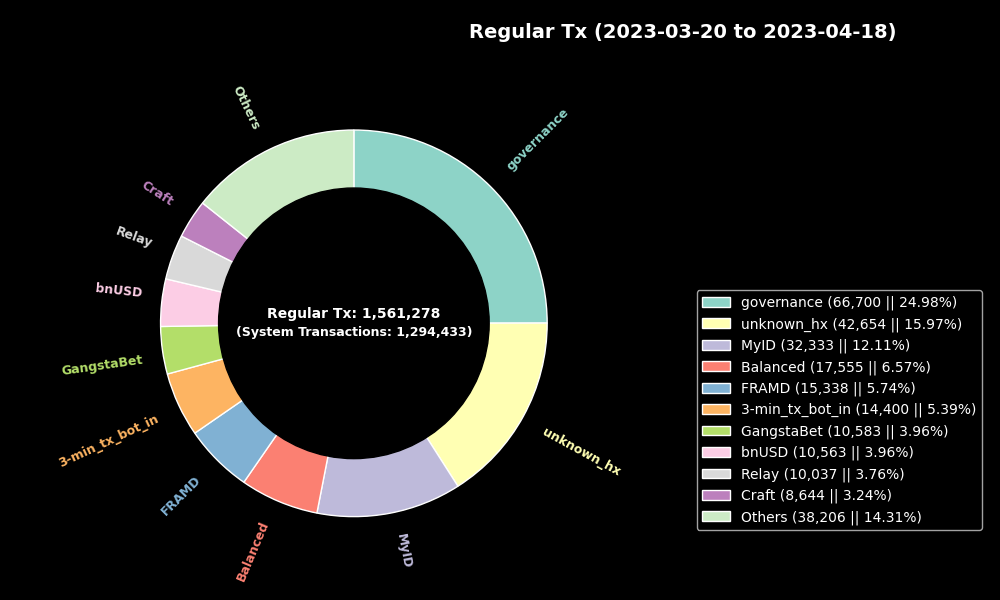 Regular Tx (2023-03-20 to 2023-04-18)
Others
governance
Craft
Relay
bnUSD
GangstaBet
3-min_tx_bot_in
FRAMD
Balanced
MyID
unknown_hx
Regular Tx: 1,561,278
(System Transactions: 1,294,433)
governance (66,700 || 24.98%)
unknown_hx (42,654 || 15.97%)
MyID (32,333 || 12.11%)
Balanced (17,555 || 6.57%)
FRAMD (15,338 || 5.74%)
3-min_tx_bot_in (14,400 || 5.39%)
GangstaBet (10,583 || 3.96%)
bnUSD (10,563 || 3.96%)
Relay (10,037 || 3.76%)
Craft (8,644 || 3.24%)
Others (38,206 || 14.31%)